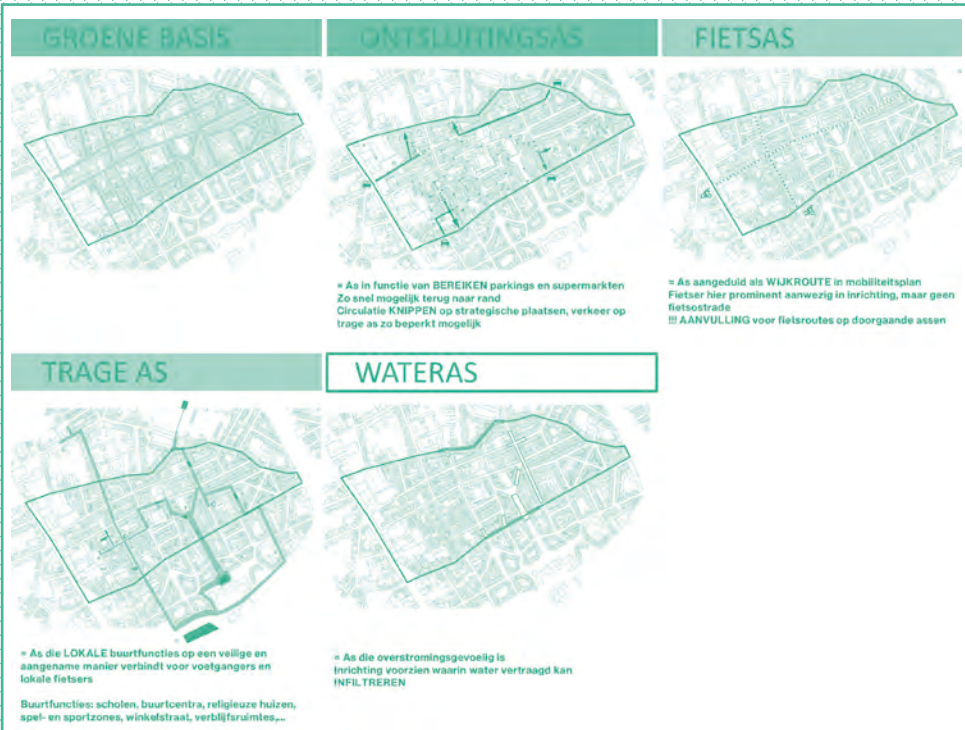 GROENE BASIS
ONTSLUITINGSAS
FIETSAS
= As in functie van BEREIKEN parkings en supermarkten
Zo snel mogelijk terug naar rand
Circulatie KNIPPEN op strategische plaatsen, verkeer op
trage as zo beperkt mogelijk
= As aangeduid als WIJKROUTE in mobiliteitsplan
Fietser hier prominent aanwezig in inrichting, maar geen
fietsostrade
!!! AANVULLING voor fietsroutes op doorgaande assen
TRAGE AS
WATERAS
= As die LOKALE buurtfuncties op een veilige en
aangename manier verbindt voor voetgangers en
lokale fietsers
Buurtfuncties: scholen, buurtcentra, religieuze huizen,
spel- en sportzones, winkelstraat, verblijfsruimtes,...
= As die overstromingsgevoelig is
Inrichting voorzien waarin water vertraagd kan
INFILTREREN